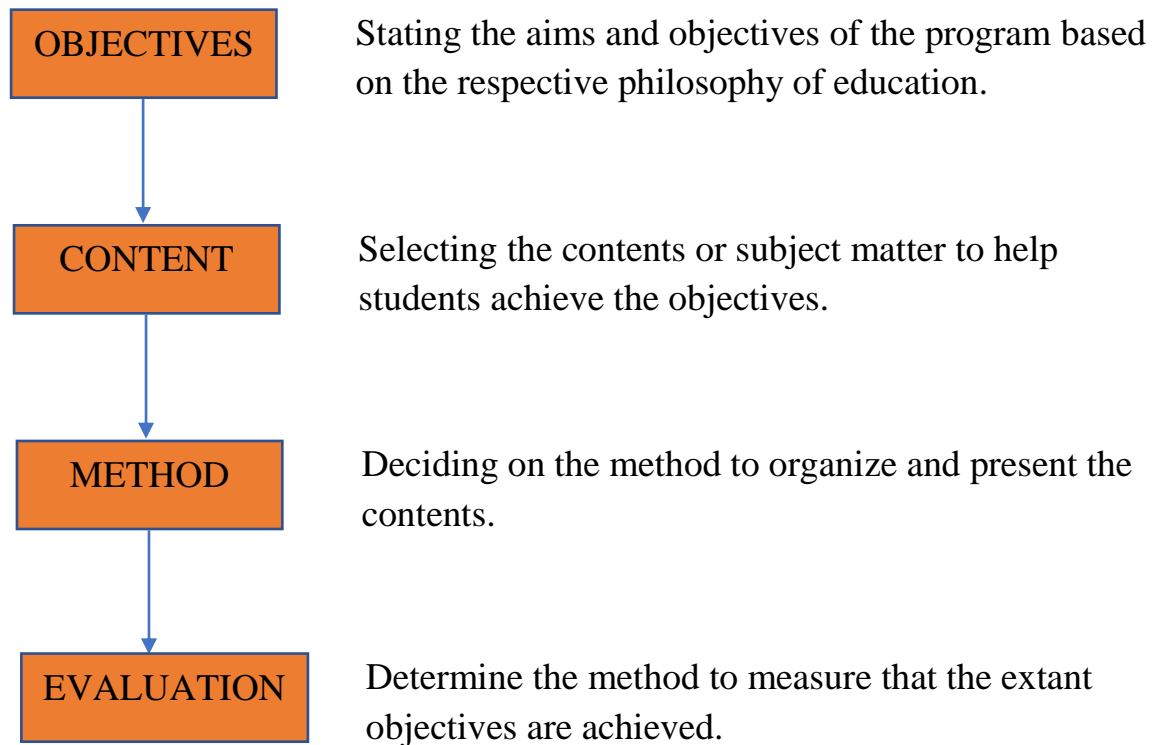 OBJECTIVES
Stating the aims and objectives of the program based
on the respective philosophy of education.
CONTENT
Selecting the contents or subject matter to help
students achieve the objectives.
METHOD
Deciding on the method to organize and present the
contents.
EVALUATION
Determine the method to measure that the extant
objectives are achieved.